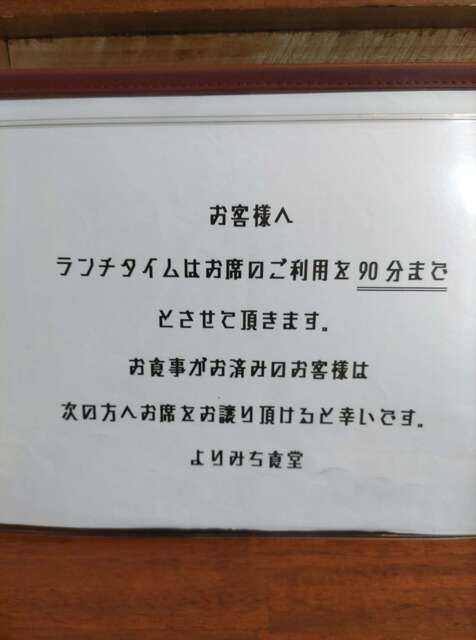 お客様へ
ランチタイムはお席のご利用を90分まで
とさせて頂きます。
お食事がお済みのお客様は
次の方へお席をお譲り頂けると幸いです。
よりみち食堂